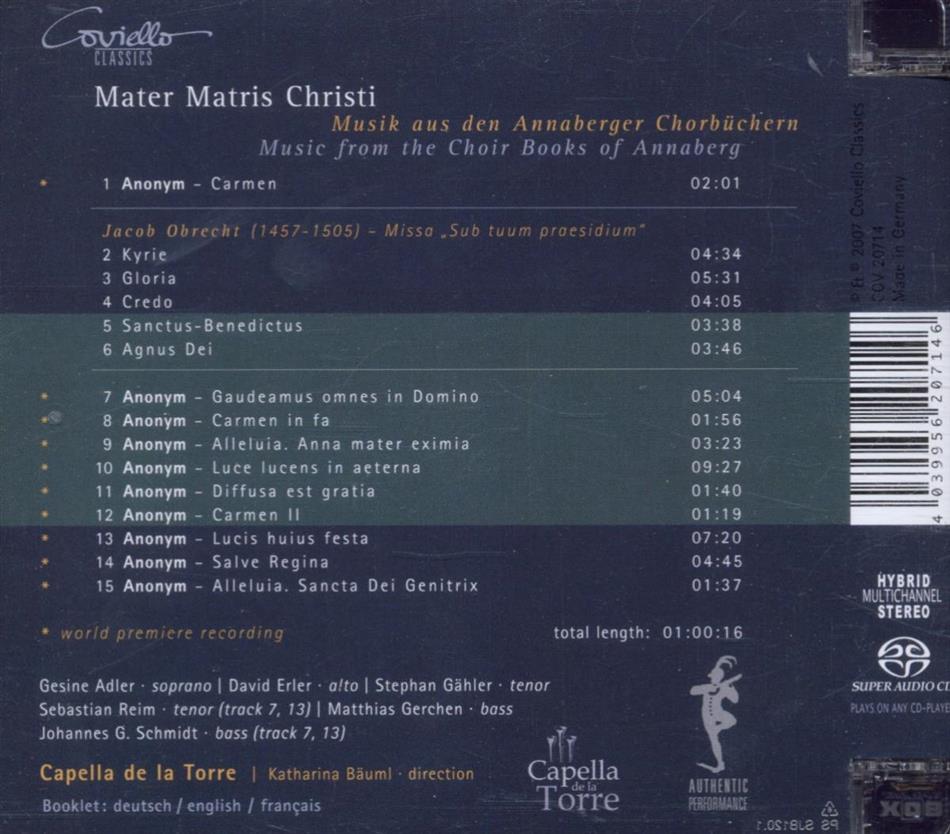 Coviello
CLASSICS
Mater Matris Christi
Musik aus den Annaberger Chorbüchern
Music from the Choir Books of Annaberg
* 1 Anonym – Carmen 02:01
Jacob Obrecht (1457-1505) – Missa „Sub tuum praesidium“
2 Kyrie 04:34
3 Gloria 05:31
4 Credo 04:05
5 Sanctus-Benedictus 03:38
6 Agnus Dei 03:46
* 7 Anonym – Gaudeamus omnes in Domino 05:04
* 8 Anonym – Carmen in fa 01:56
* 9 Anonym – Alleluia. Anna mater eximia 03:23
* 10 Anonym – Luce lucens in aeterna 09:27
* 11 Anonym – Diffusa est gratia 01:40
* 12 Anonym – Carmen II 01:19
* 13 Anonym – Lucis huius festa 07:20
* 14 Anonym – Salve Regina 04:45
* 15 Anonym – Alleluia. Sancta Dei Genitrix 01:37
* world premiere recording total length: 01:00:16
Gesine Adler · soprano | David Erler · alto | Stephan Gähler · tenor
Sebastian Reim · tenor (track 7, 13) | Matthias Gerchen · bass
Johannes G. Schmidt · bass (track 7, 13)
Capella de la Torre | Katharina Bäuml · direction
Booklet: deutsch / english / français
Capella
de la
Torre
AUTHENTIC
PERFORMANCE
℗ & © 2007 Coviello Classics
COV 20714
Made in Germany
4 039956 207146
HYBRID
MULTICHANNEL
STEREO
SUPER AUDIO CD
PLAYS ON ANY CD-PLAYER